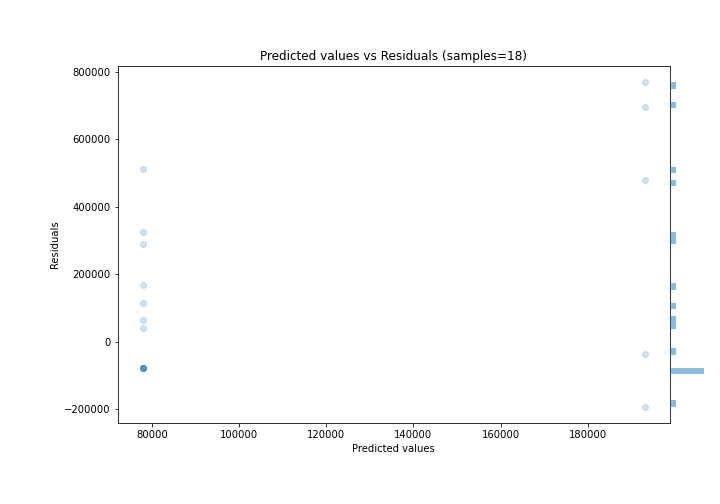 Predicted values vs Residuals (samples=18)
800000
600000
400000
200000
0
−200000
Residuals
80000 100000 120000 140000 160000 180000
Predicted values